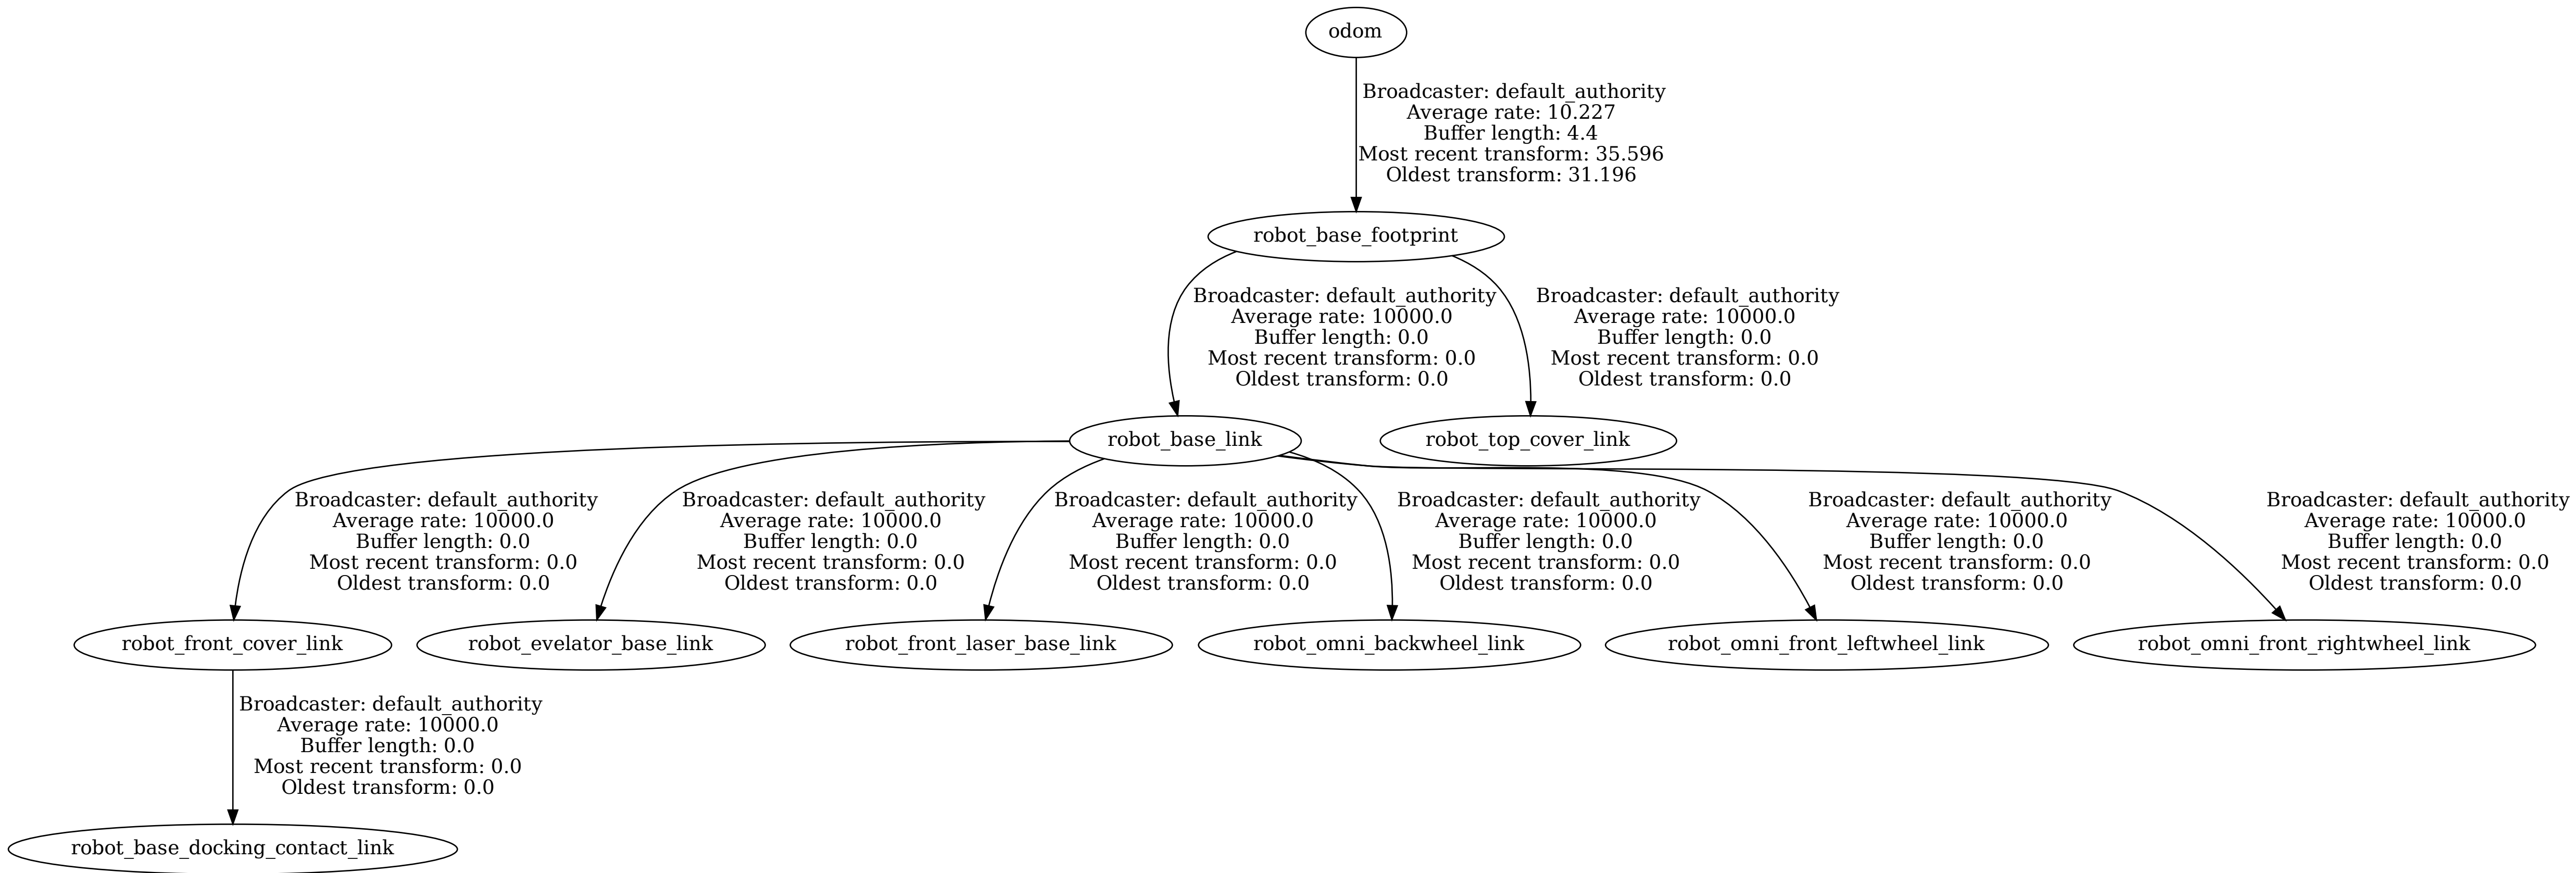 odom
Broadcaster: default_authority
Average rate: 10.227
Buffer length: 4.4
Most recent transform: 35.596
Oldest transform: 31.196
robot_base_footprint
Broadcaster: default_authority
Average rate: 10000.0
Buffer length: 0.0
Most recent transform: 0.0
Oldest transform: 0.0
Broadcaster: default_authority
Average rate: 10000.0
Buffer length: 0.0
Most recent transform: 0.0
Oldest transform: 0.0
robot_base_link
robot_top_cover_link
Broadcaster: default_authority
Average rate: 10000.0
Buffer length: 0.0
Most recent transform: 0.0
Oldest transform: 0.0
Broadcaster: default_authority
Average rate: 10000.0
Buffer length: 0.0
Most recent transform: 0.0
Oldest transform: 0.0
Broadcaster: default_authority
Average rate: 10000.0
Buffer length: 0.0
Most recent transform: 0.0
Oldest transform: 0.0
Broadcaster: default_authority
Average rate: 10000.0
Buffer length: 0.0
Most recent transform: 0.0
Oldest transform: 0.0
Broadcaster: default_authority
Average rate: 10000.0
Buffer length: 0.0
Most recent transform: 0.0
Oldest transform: 0.0
Broadcaster: default_authority
Average rate: 10000.0
Buffer length: 0.0
Most recent transform: 0.0
Oldest transform: 0.0
robot_front_cover_link
robot_evelator_base_link
robot_front_laser_base_link
robot_omni_backwheel_link
robot_omni_front_leftwheel_link
robot_omni_front_rightwheel_link
Broadcaster: default_authority
Average rate: 10000.0
Buffer length: 0.0
Most recent transform: 0.0
Oldest transform: 0.0
robot_base_docking_contact_link